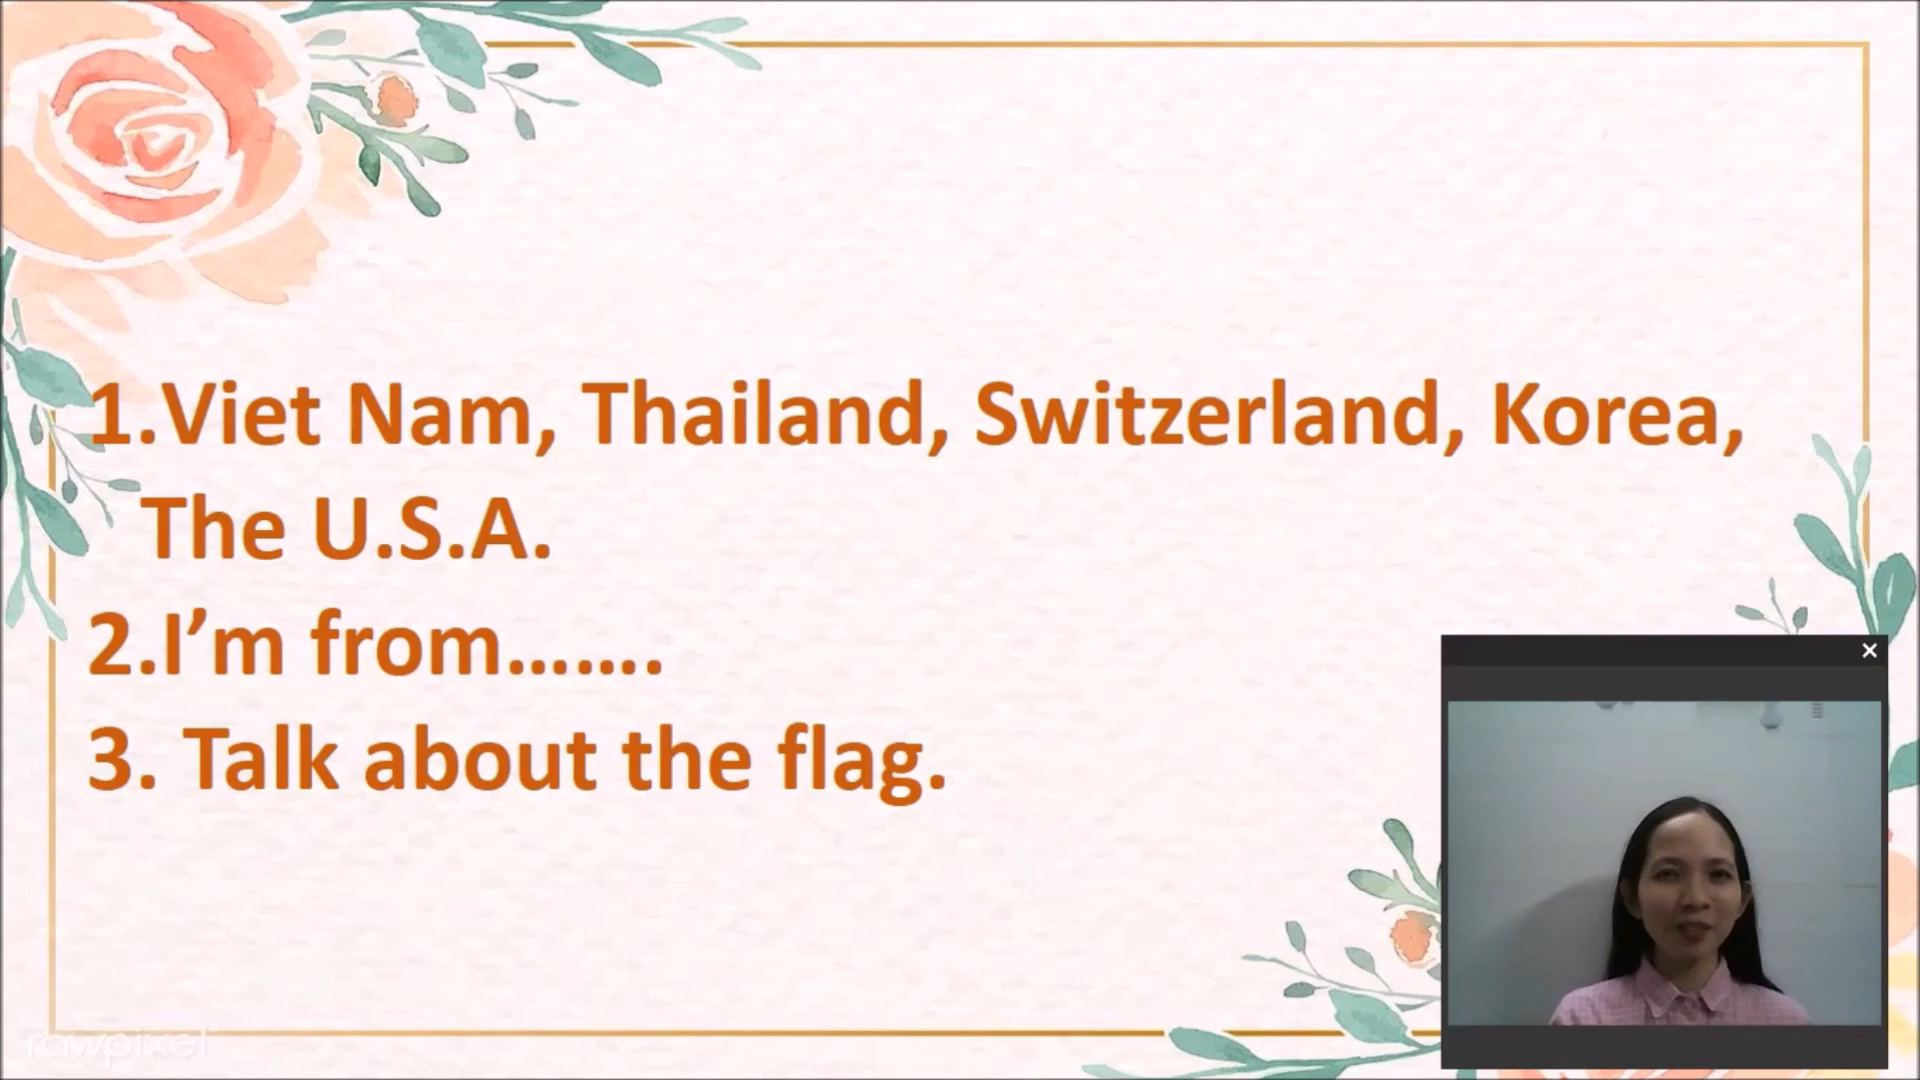 1.Viet Nam, Thailand, Switzerland, Korea,
The U.S.A.
2.I’m from.......
3. Talk about the flag.
rawpixel